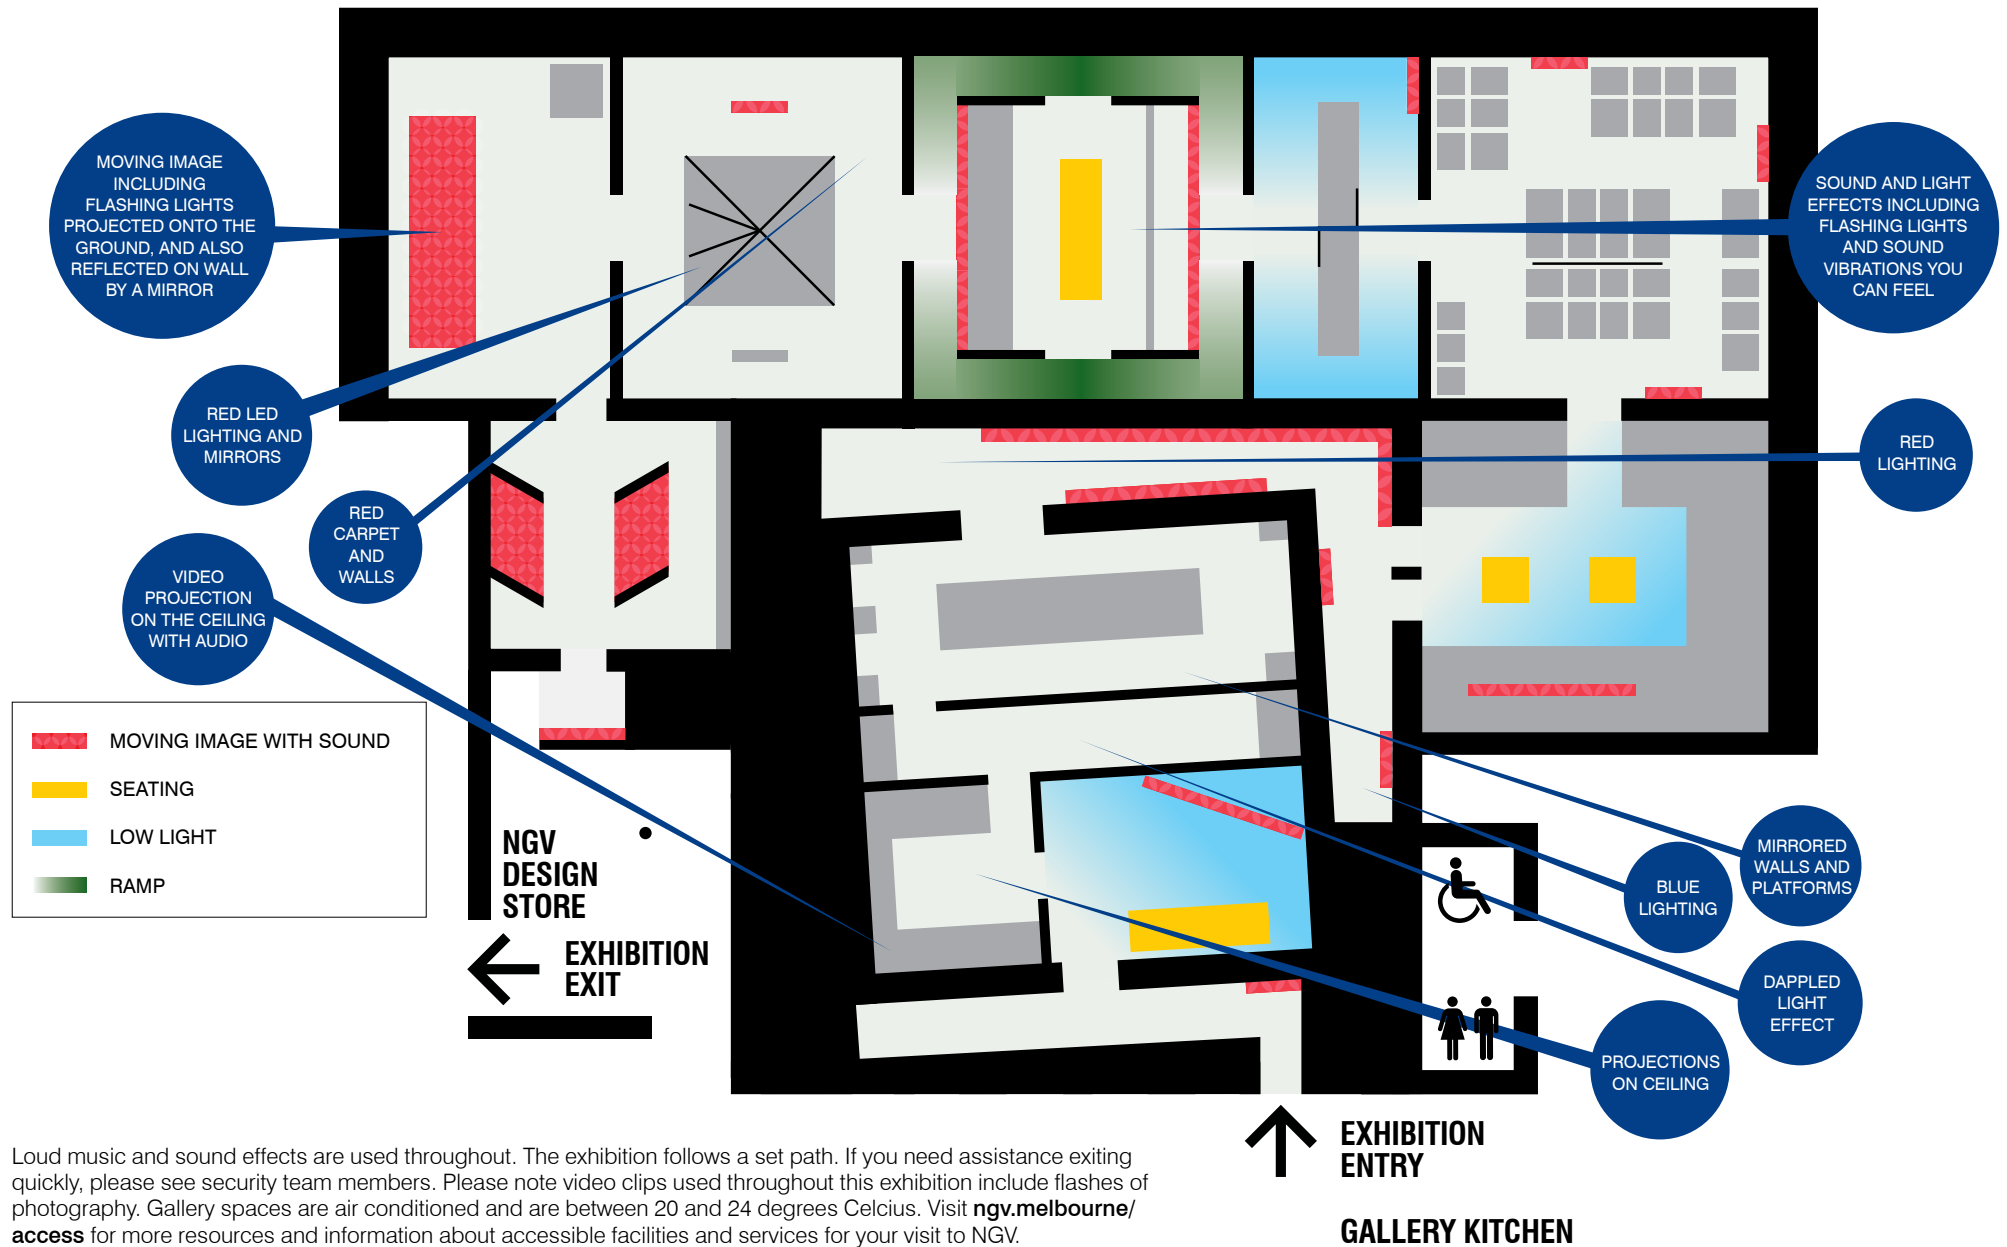 MOVING IMAGE
INCLUDING
FLASHING LIGHTS
PROJECTED ONTO THE
GROUND, AND ALSO
REFLECTED ON WALL
BY A MIRROR
SOUND AND LIGHT
EFFECTS INCLUDING
FLASHING LIGHTS
AND SOUND
VIBRATIONS YOU
CAN FEEL
RED LED
LIGHTING AND
MIRRORS
RED
LIGHTING
RED
CARPET
AND
WALLS
VIDEO
PROJECTION
ON THE CEILING
WITH AUDIO
MOVING IMAGE WITH SOUND
SEATING
LOW LIGHT
RAMP
NGV
DESIGN
STORE
EXHIBITION
EXIT
MIRRORED
WALLS AND
PLATFORMS
BLUE
LIGHTING
DAPPLED
LIGHT
EFFECT
PROJECTIONS
ON CEILING
EXHIBITION
ENTRY
GALLERY KITCHEN
Loud music and sound effects are used throughout. The exhibition follows a set path. If you need assistance exiting
quickly, please see security team members. Please note video clips used throughout this exhibition include flashes of
photography. Gallery spaces are air conditioned and are between 20 and 24 degrees Celcius. Visit ngv.melbourne/
access for more resources and information about accessible facilities and services for your visit to NGV.